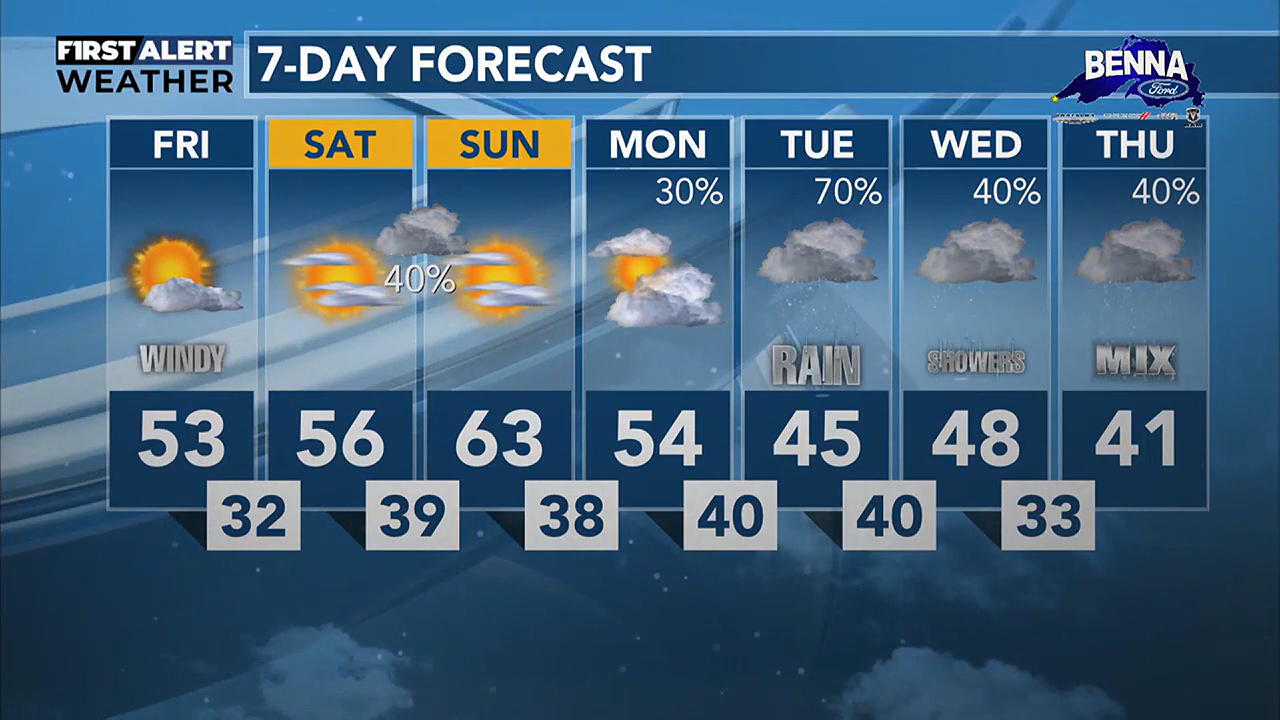 FIRST ALERT
WEATHER
7-DAY FORECAST
BENNA
Ford
FRI SAT SUN MON TUE WED THU
30% 70% 40% 40%
40%
WINDY RAIN SHOWERS MIX
53 56 63 54 45 48 41
32 39 38 40 40 33